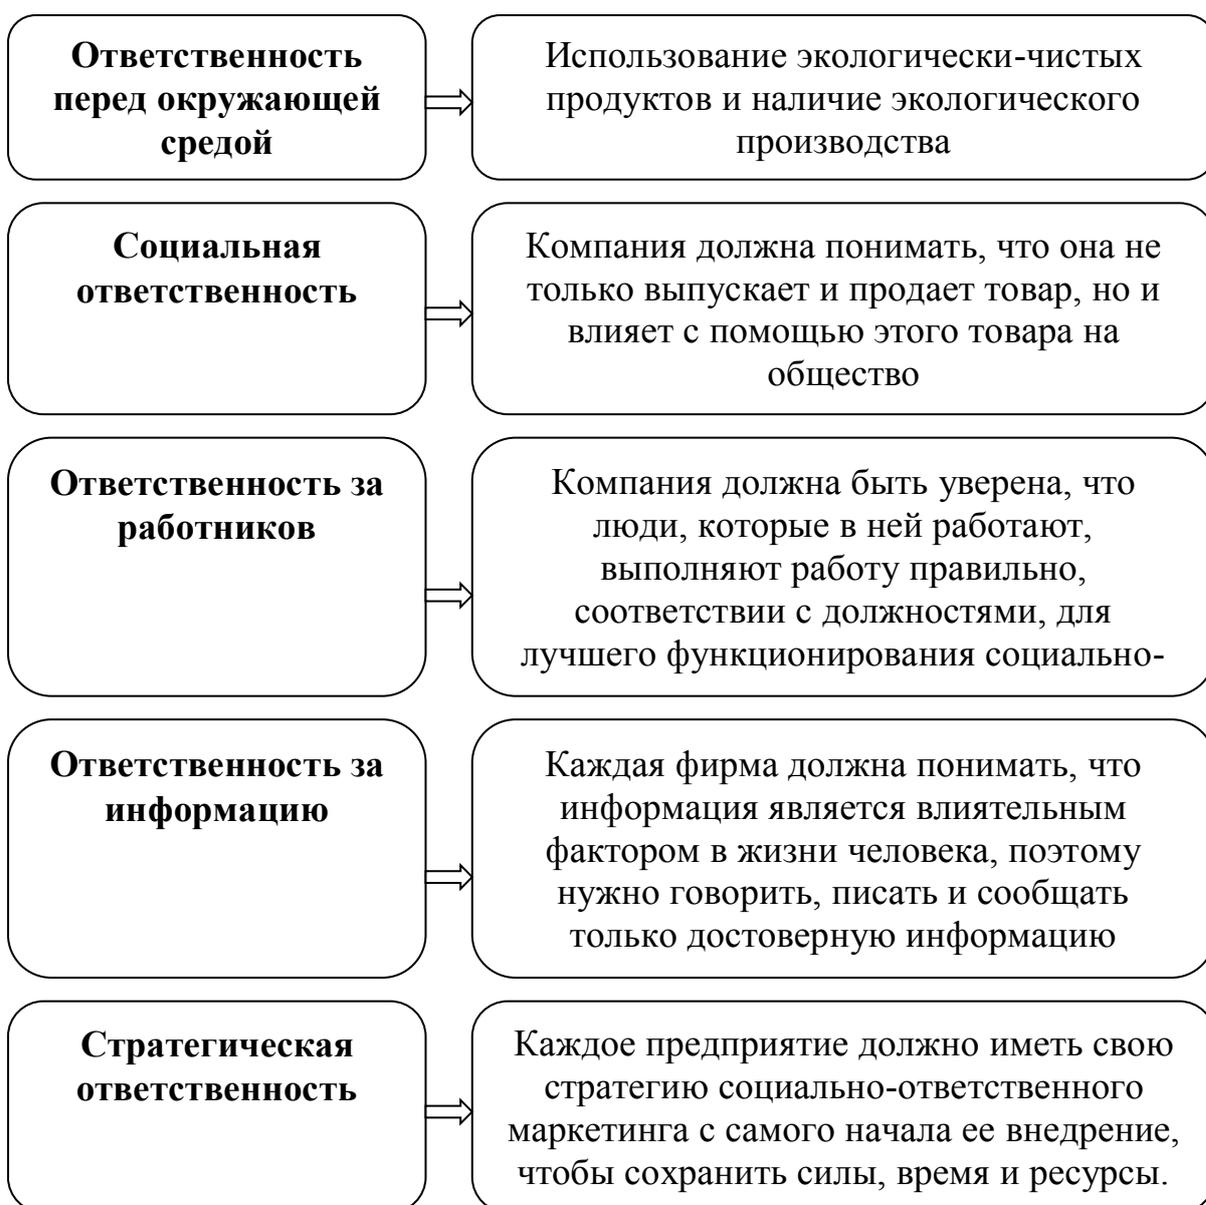 Ответственность
перед окружающей
средой
Использование экологически-чистых
продуктов и наличие экологического
производства
Социальная
ответственность
Компания должна понимать, что она не
только выпускает и продает товар, но и
влияет с помощью этого товара на
общество
Ответственность за
работников
Компания должна быть уверена, что
люди, которые в ней работают,
выполняют работу правильно,
соответствии с должностями, для
лучшего функционирования социально-
Ответственность за
информацию
Каждая фирма должна понимать, что
информация является влиятельным
фактором в жизни человека, поэтому
нужно говорить, писать и сообщать
только достоверную информацию
Стратегическая
ответственность
Каждое предприятие должно иметь свою
стратегию социально-ответственного
маркетинга с самого начала ее внедрение,
чтобы сохранить силы, время и ресурсы.